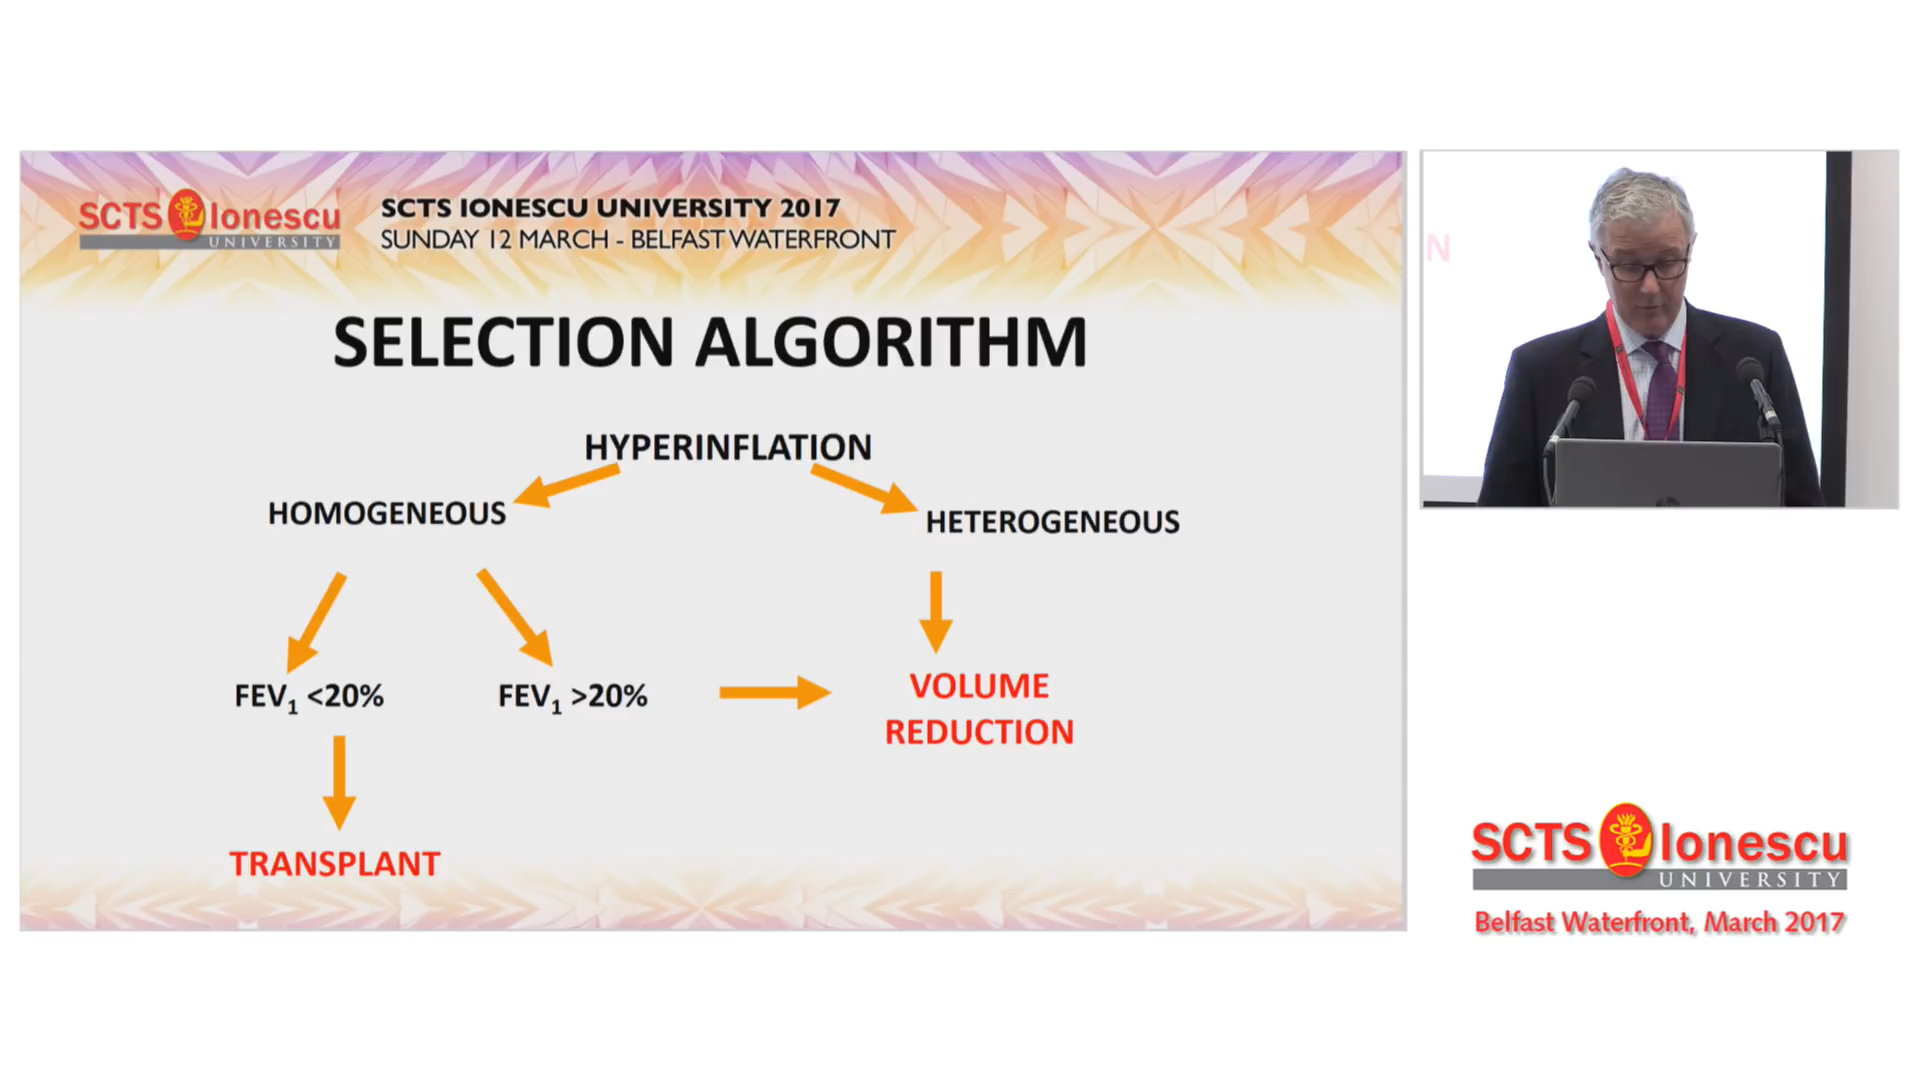 SCTS Ionescu
UNIVERSITY
SCTS IONESCU UNIVERSITY 2017
SUNDAY 12 MARCH - BELFAST WATERFRONT
SELECTION ALGORITHM
HYPERINFLATION
HOMOGENEOUS
HETEROGENEOUS
FEV₁ <20%
FEV₁ >20%
VOLUME
REDUCTION
TRANSPLANT
N
SCTS Ionescu
UNIVERSITY
Belfast Waterfront, March 2017